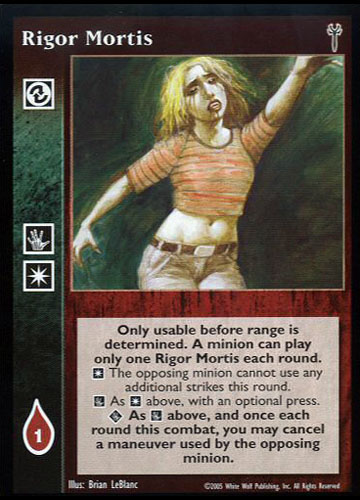 Rigor Mortis
Only usable before range is
determined. A minion can play
only one Rigor Mortis each round.
The opposing minion cannot use any
additional strikes this round.
As above, with an optional press.
As above, and once each
round this combat, you may cancel
a maneuver used by the opposing
minion.
1
Illus: Brian LeBlanc
©2005 White Wolf Publishing, Inc. All Rights Reserved.